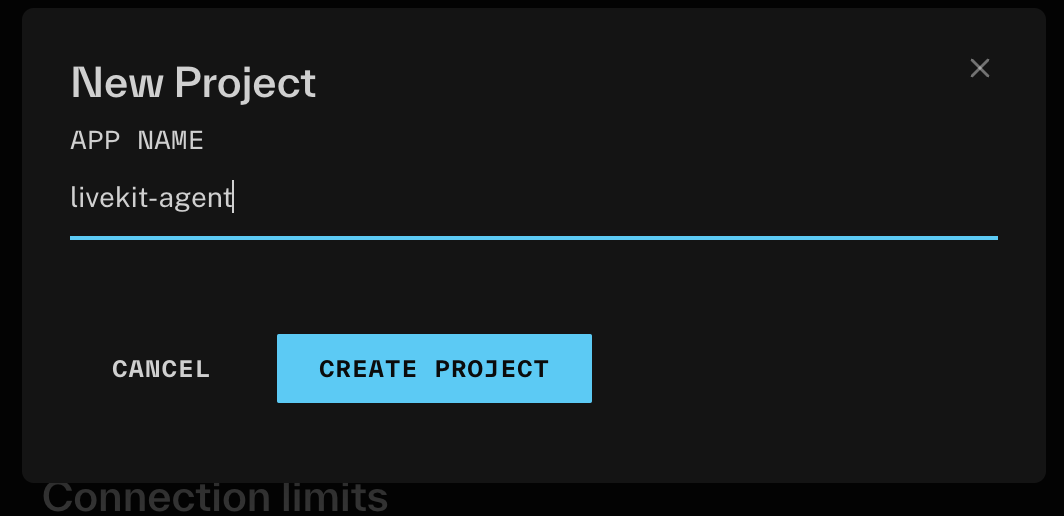 New Project
APP NAME
livekit-agent
CANCEL
CREATE PROJECT
Connection limits